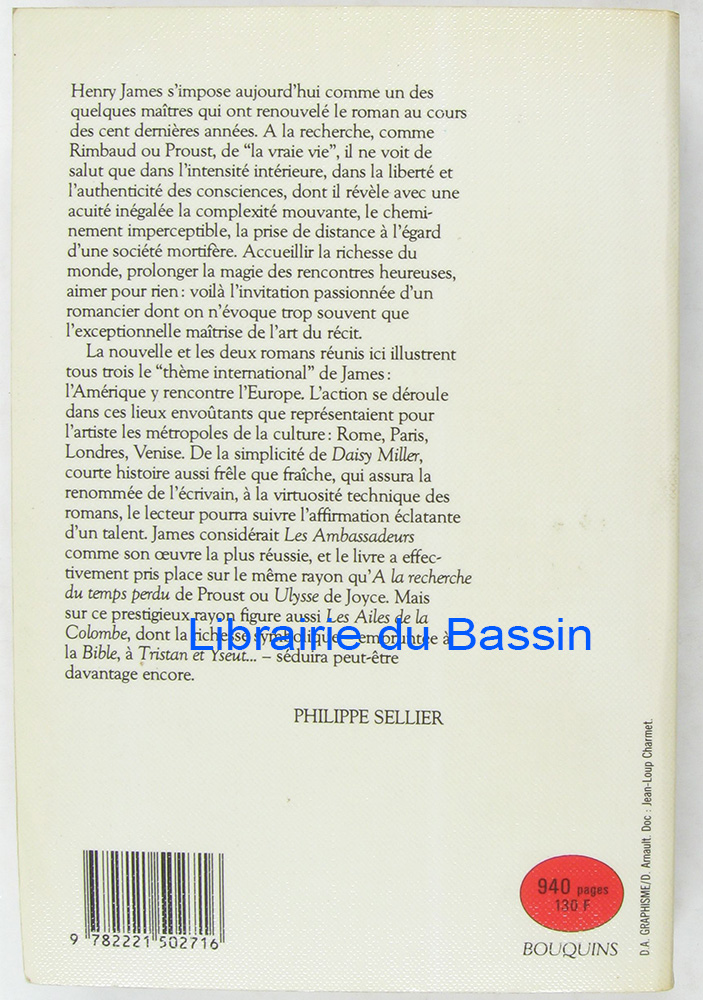 Henry James s'impose aujourd'hui comme un des
quelques maîtres qui ont renouvelé le roman au cours
des cent dernières années. A la recherche, comme
Rimbaud ou Proust, de “la vraie vie”, il ne voit de
salut que dans l'intensité intérieure, dans la liberté et
l'authenticité des consciences, dont il révèle avec une
acuité inégalée la complexité mouvante, le chemi-
nement imperceptible, la prise de distance à l'égard
d'une société mortifère. Accueillir la richesse du
monde, prolonger la magie des rencontres heureuses,
aimer pour rien : voilà l'invitation passionnée d'un
romancier dont on n'évoque trop souvent que
l'exceptionnelle maîtrise de l'art du récit.
La nouvelle et les deux romans réunis ici illustrent
tous trois le “thème international” de James :
l'Amérique y rencontre l'Europe. L'action se déroule
dans ces lieux envoûtants que représentaient pour
l'artiste les métropoles de la culture : Rome, Paris,
Londres, Venise. De la simplicité de Daisy Miller,
courte histoire aussi frêle que fraîche, qui assura la
renommée de l'écrivain, à la virtuosité technique des
romans, le lecteur pourra suivre l'affirmation éclatante
d'un talent. James considérait Les Ambassadeurs
comme son œuvre la plus réussie, et le livre a effec-
tivement pris place sur le même rayon qu'A la recherche
du temps perdu de Proust ou Ulysse de Joyce. Mais
sur ce prestigieux rayon figure aussi Les Ailes de la
Colombe, dont la richesse symbolique – empruntée à
la Bible, à Tristan et Yseut... – séduira peut-être
davantage encore.
Librairie du Bassin
PHILIPPE SELLIER
9 782221 502716
940 pages
130 F
BOUQUINS
D.A. GRAPHISME/D. Arnault. Doc : Jean-Loup Charmet.